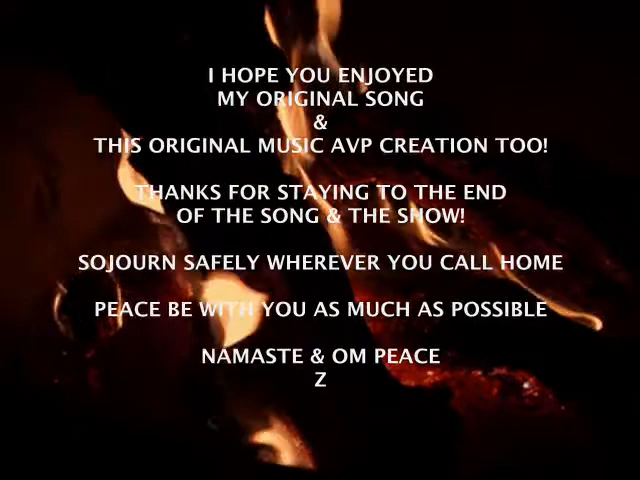 I HOPE YOU ENJOYED
MY ORIGINAL SONG
&
THIS ORIGINAL MUSIC AVP CREATION TOO!
THANKS FOR STAYING TO THE END
OF THE SONG & THE SHOW!
SOJOURN SAFELY WHEREVER YOU CALL HOME
PEACE BE WITH YOU AS MUCH AS POSSIBLE
NAMASTE & OM PEACE
Z